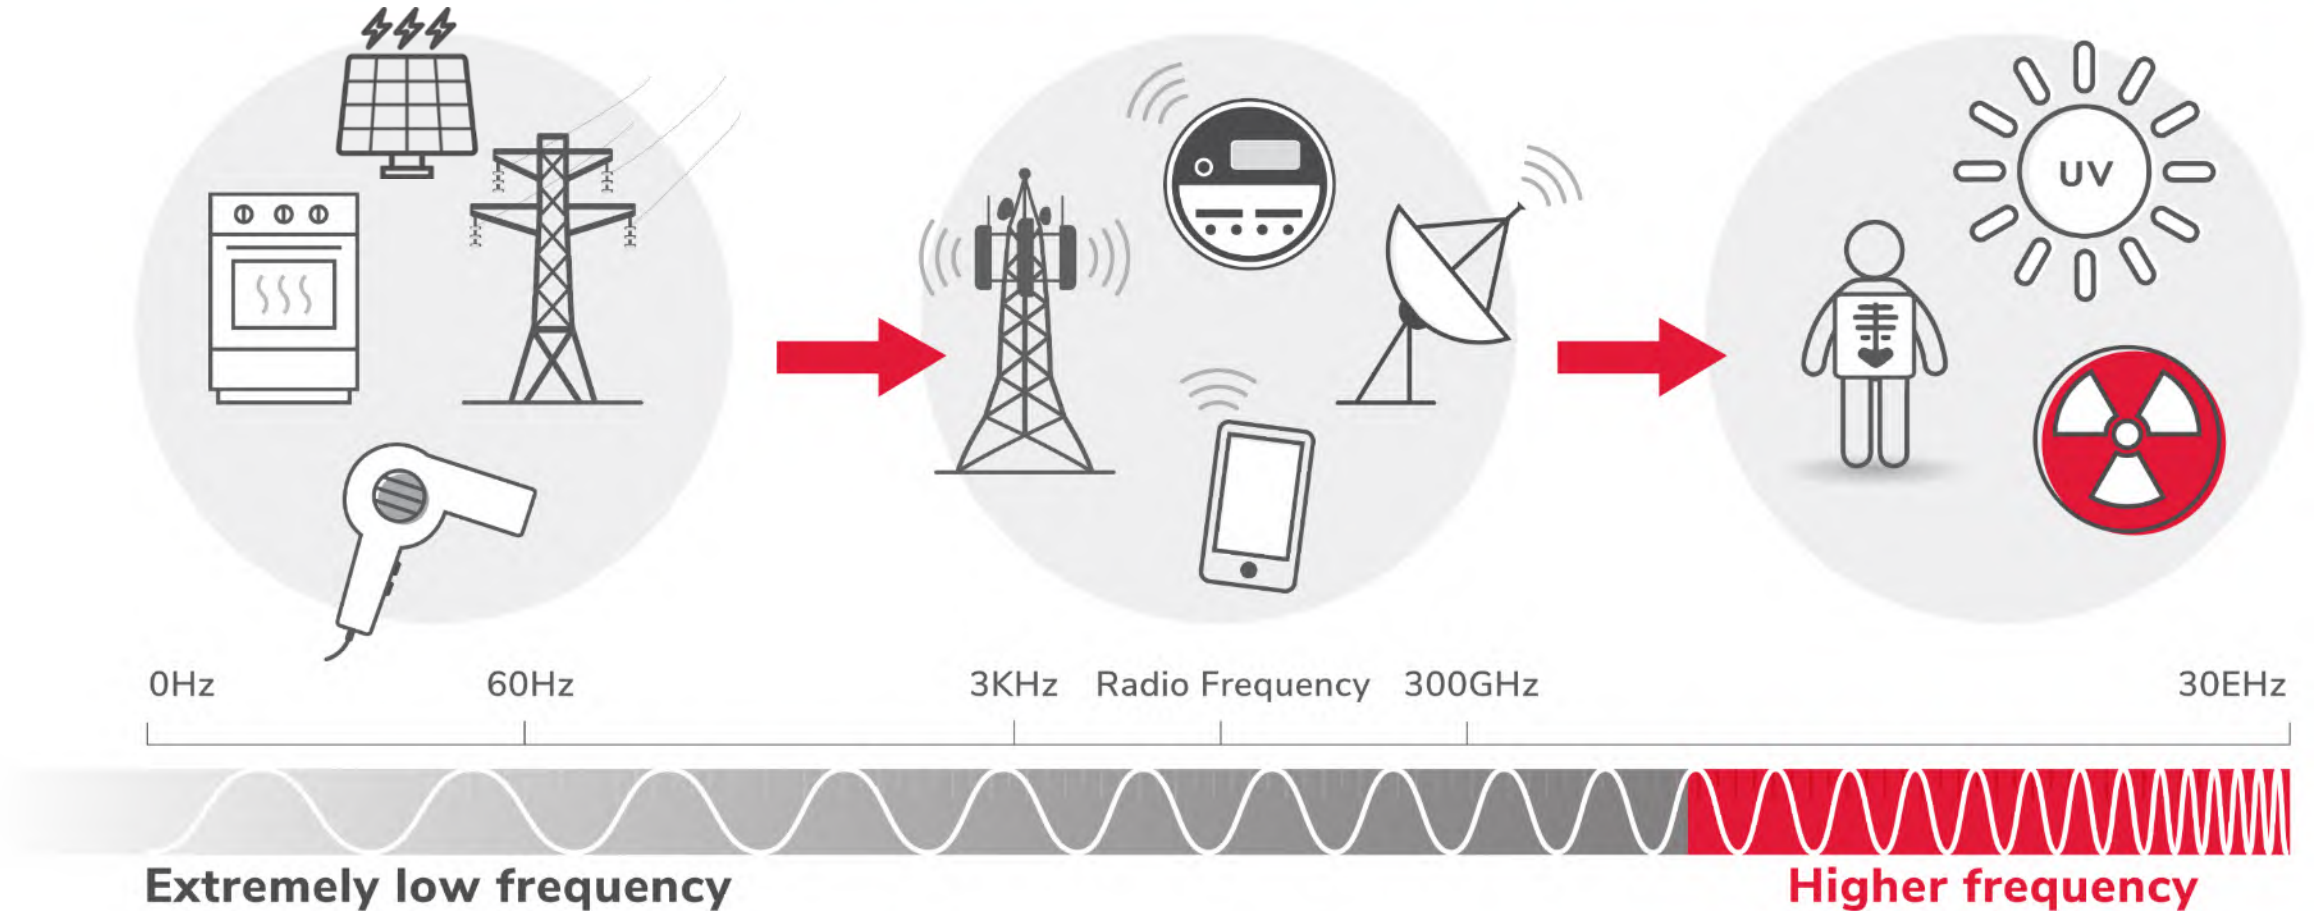 UV
0Hz
60Hz
3KHz
Radio Frequency
300GHz
30EHz
Extremely low frequency
Higher frequency